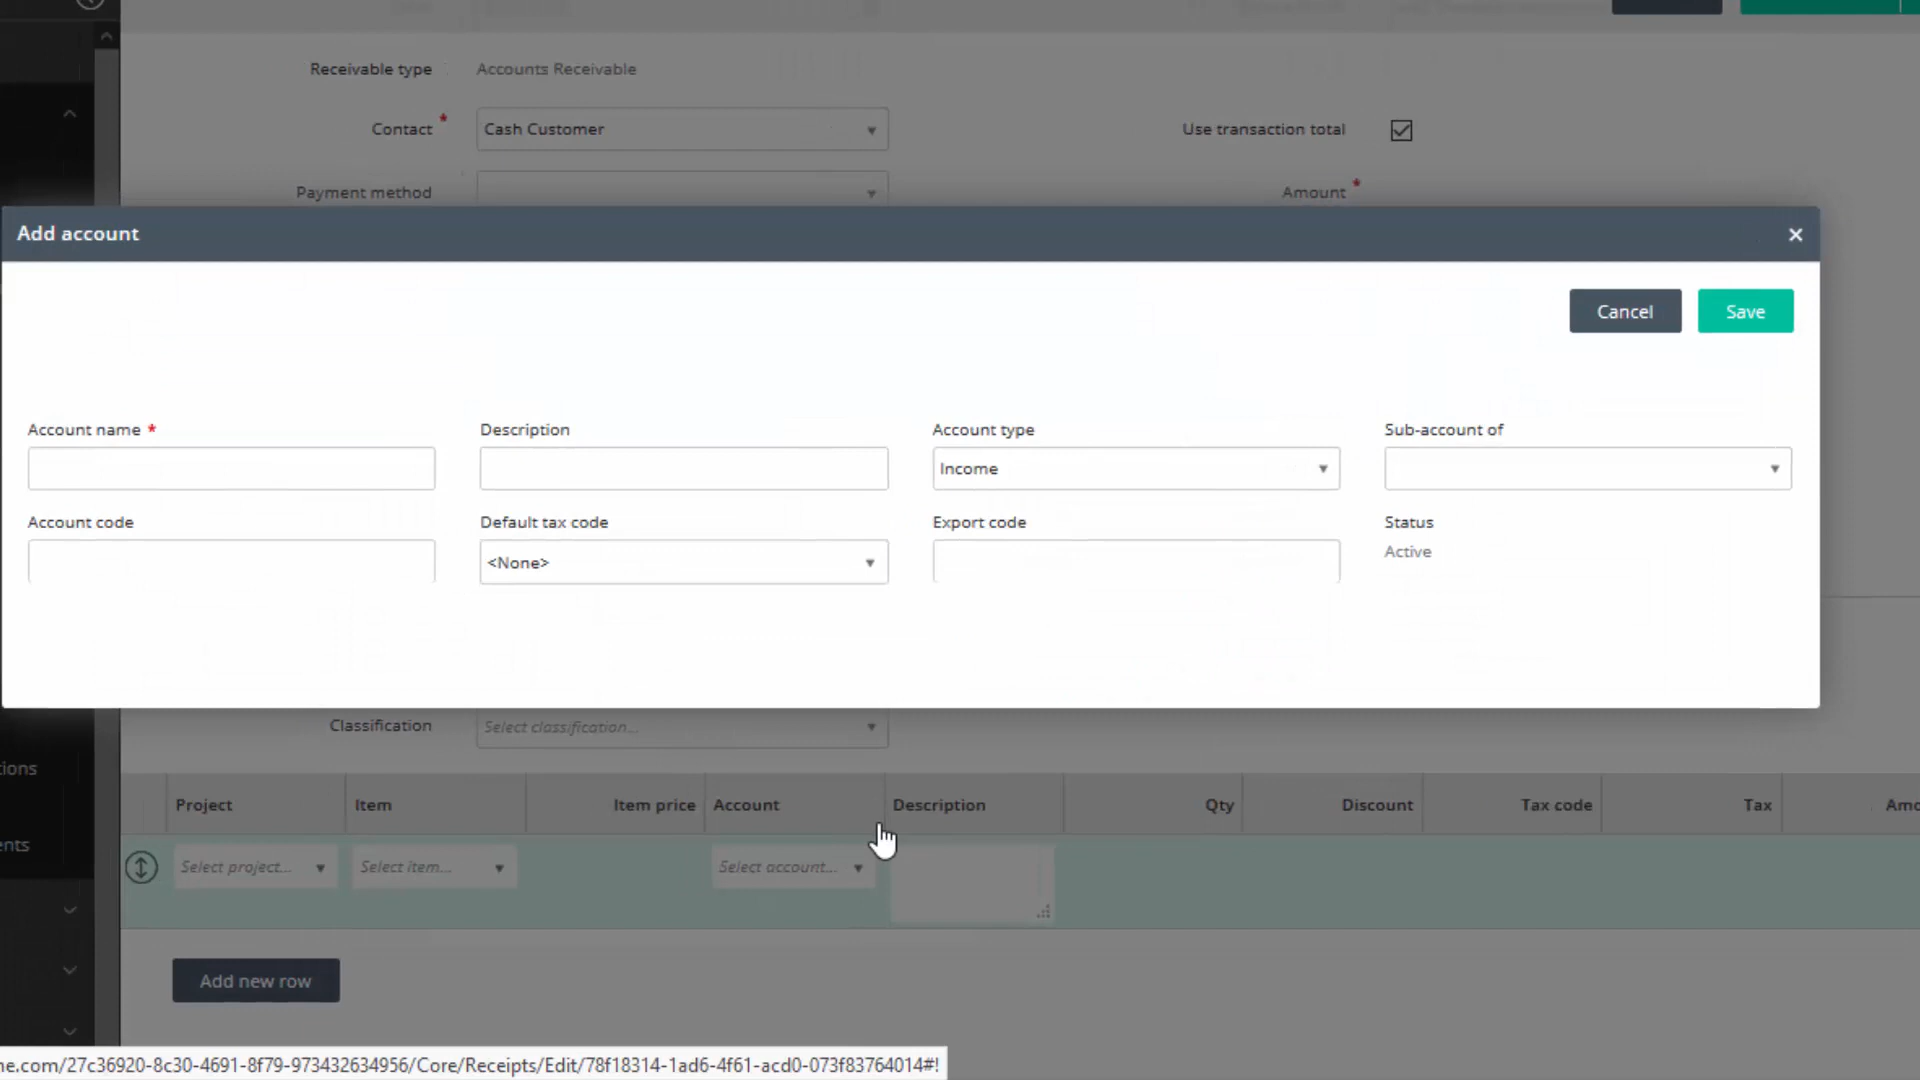 Receivable type Accounts Receivable
Contact * Cash Customer Use transaction total
Payment method Amount *
Add account
Cancel Save
Account name * Description Account type Sub-account of
Income
Account code Default tax code Export code Status
<None> Active
Classification Select classification...
Project Item Item price Account Description Qty Discount Tax code Tax
Select project... Select item... Select account...
Add new row
ne.com/27c36920-8c30-4691-8f79-973432634956/Core/Receipts/Edit/78f18314-1ad6-4f61-acd0-073f83764014#!